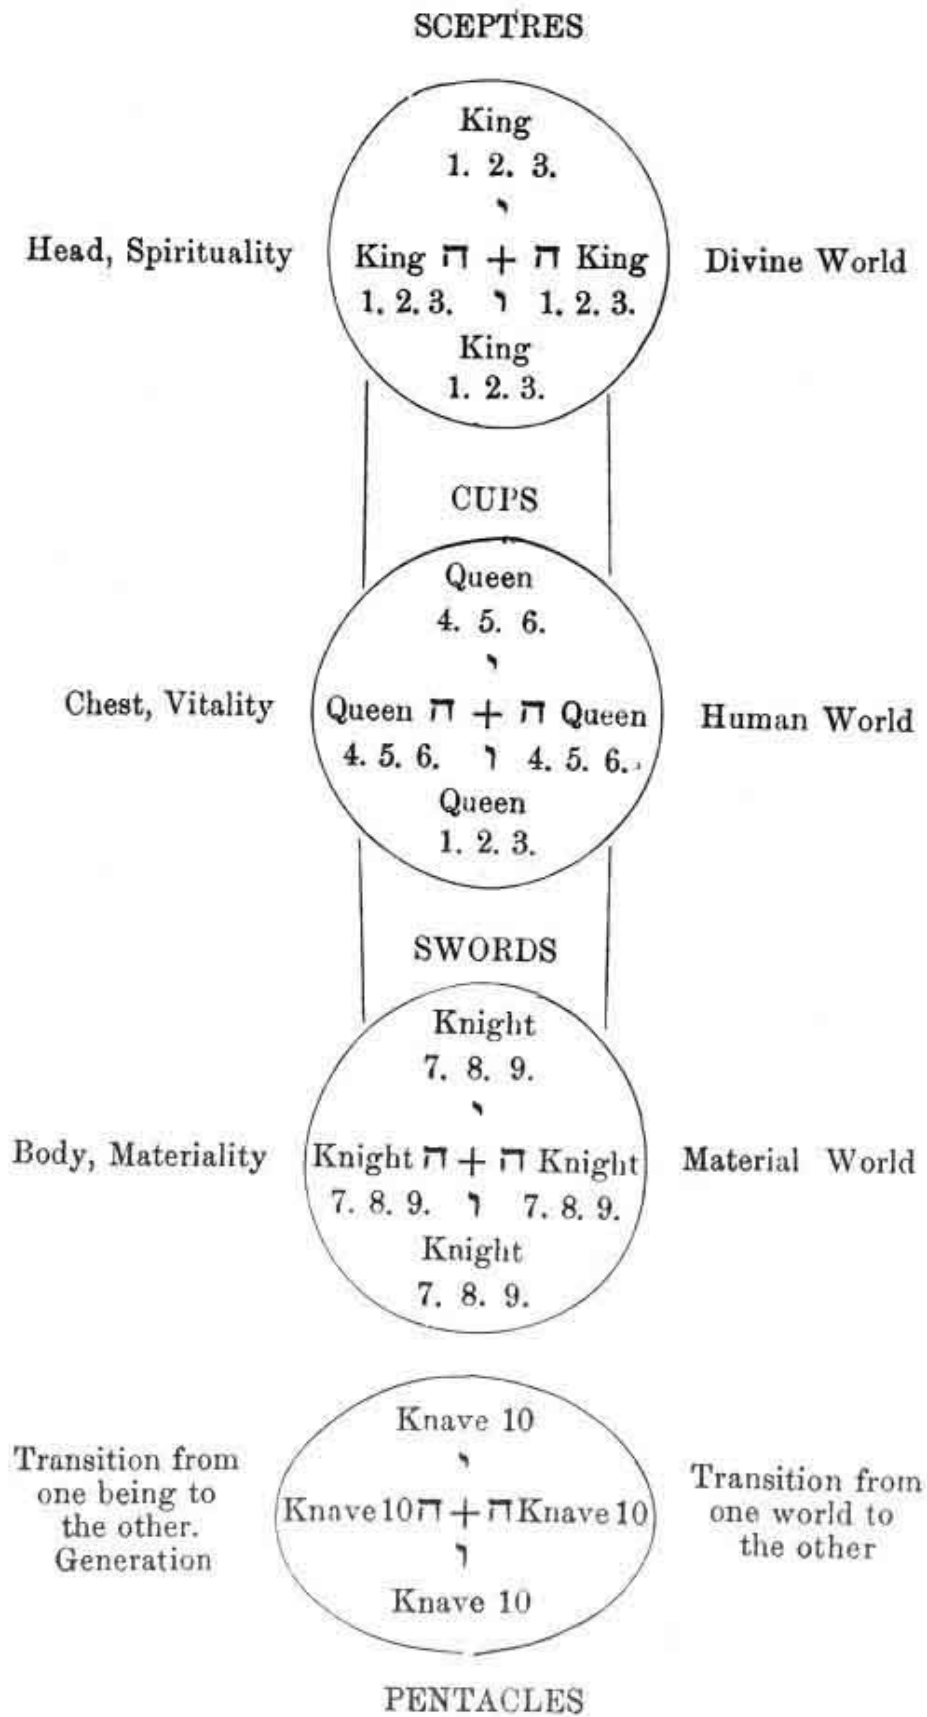 SCEPTRES
King
1. 2. 3.
י
Head, Spirituality King ה + ה King Divine World
1. 2. 3. ו 1. 2. 3.
King
1. 2. 3.
CUPS
Queen
4. 5. 6.
י
Chest, Vitality Queen ה + ה Queen Human World
4. 5. 6. ו 4. 5. 6.
Queen
1. 2. 3.
SWORDS
Knight
7. 8. 9.
י
Body, Materiality Knight ה + ה Knight Material World
7. 8. 9. ו 7. 8. 9.
Knight
7. 8. 9.
Knave 10
י
Knave 10 ה + ה Knave 10
ו
Knave 10
Transition from
one being to
the other.
Generation
Transition from
one world to
the other
PENTACLES